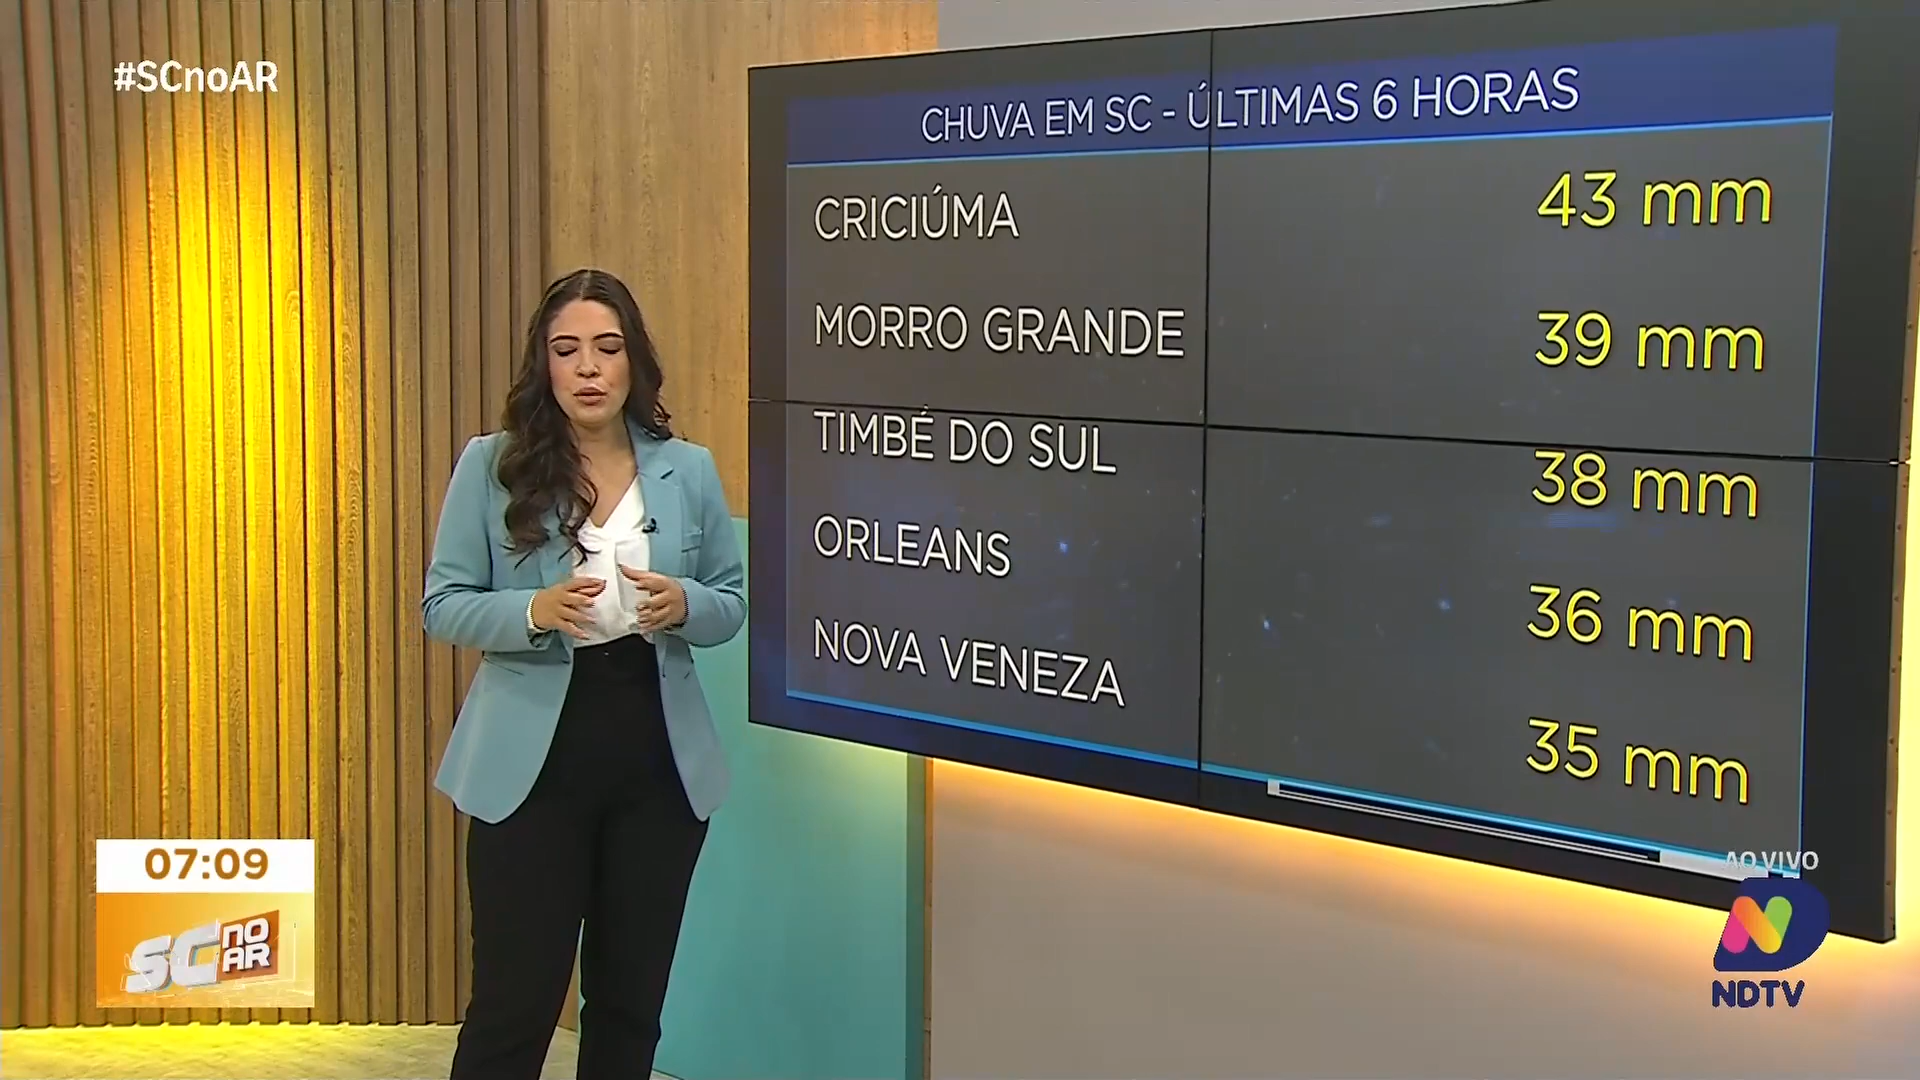 #SCnoAR
CHUVA EM SC - ÚLTIMAS 6 HORAS
CRICIÚMA 43 mm
MORRO GRANDE 39 mm
TIMBÉ DO SUL 38 mm
ORLEANS 36 mm
NOVA VENEZA 35 mm
07:09
SC NO AR
AO VIVO
NDTV